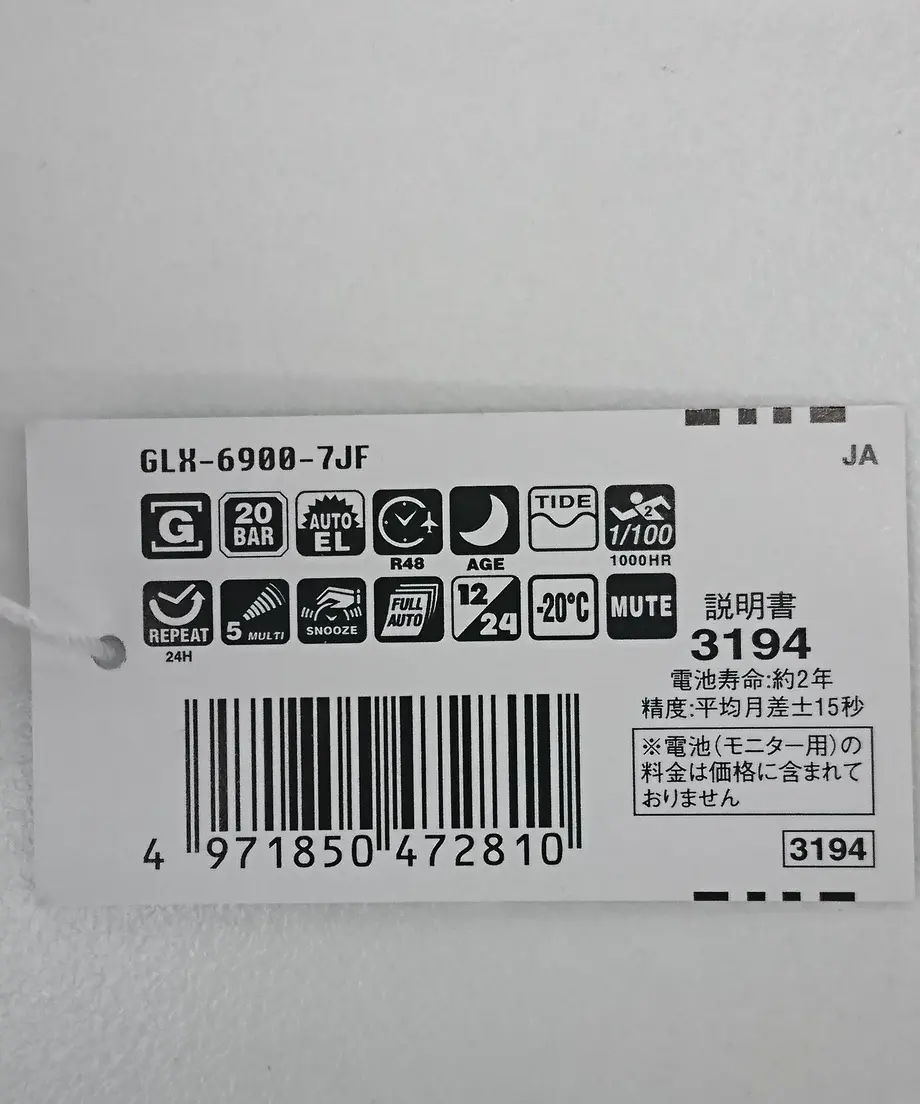 GLX-6900-7JF
JA
G
20 BAR
AUTO EL
R48
AGE
TIDE
2 1/100
1000HR
REPEAT
24H
5 MULTI
SNOOZE
FULL AUTO
12/24
-20°C
MUTE
説明書
3194
電池寿命:約2年
精度:平均月差±15秒
※電池(モニター用)の
料金は価格に含まれて
おりません
4 971850 472810
3194